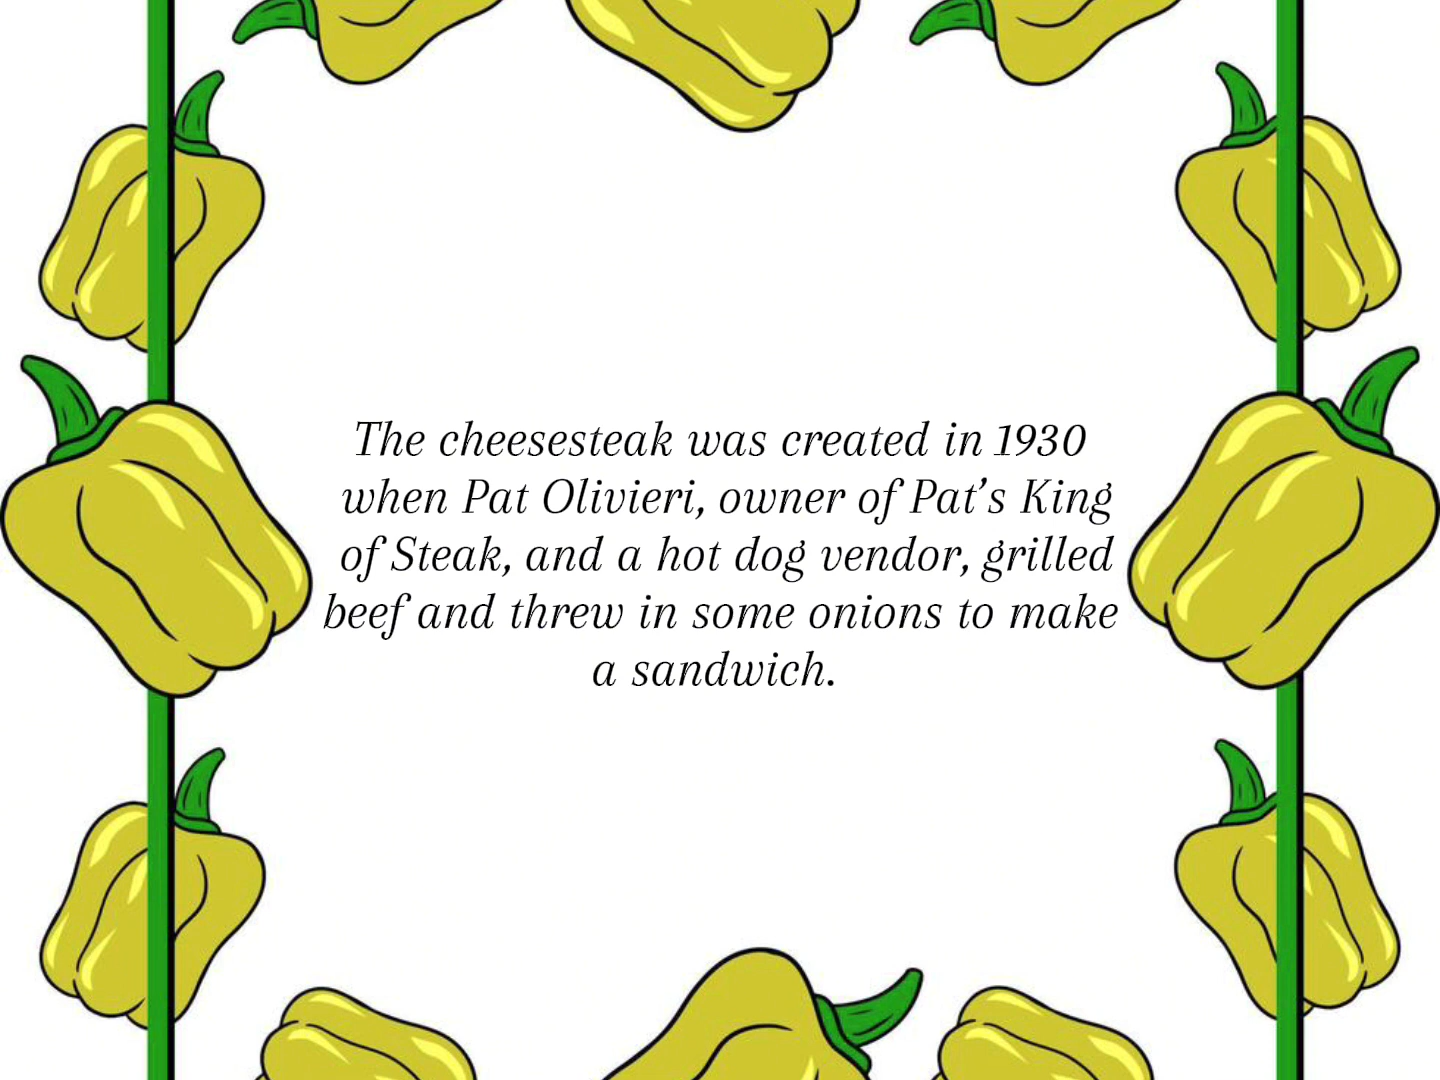 The cheesesteak was created in 1930
when Pat Olivieri, owner of Pat’s King
of Steak, and a hot dog vendor, grilled
beef and threw in some onions to make
a sandwich.